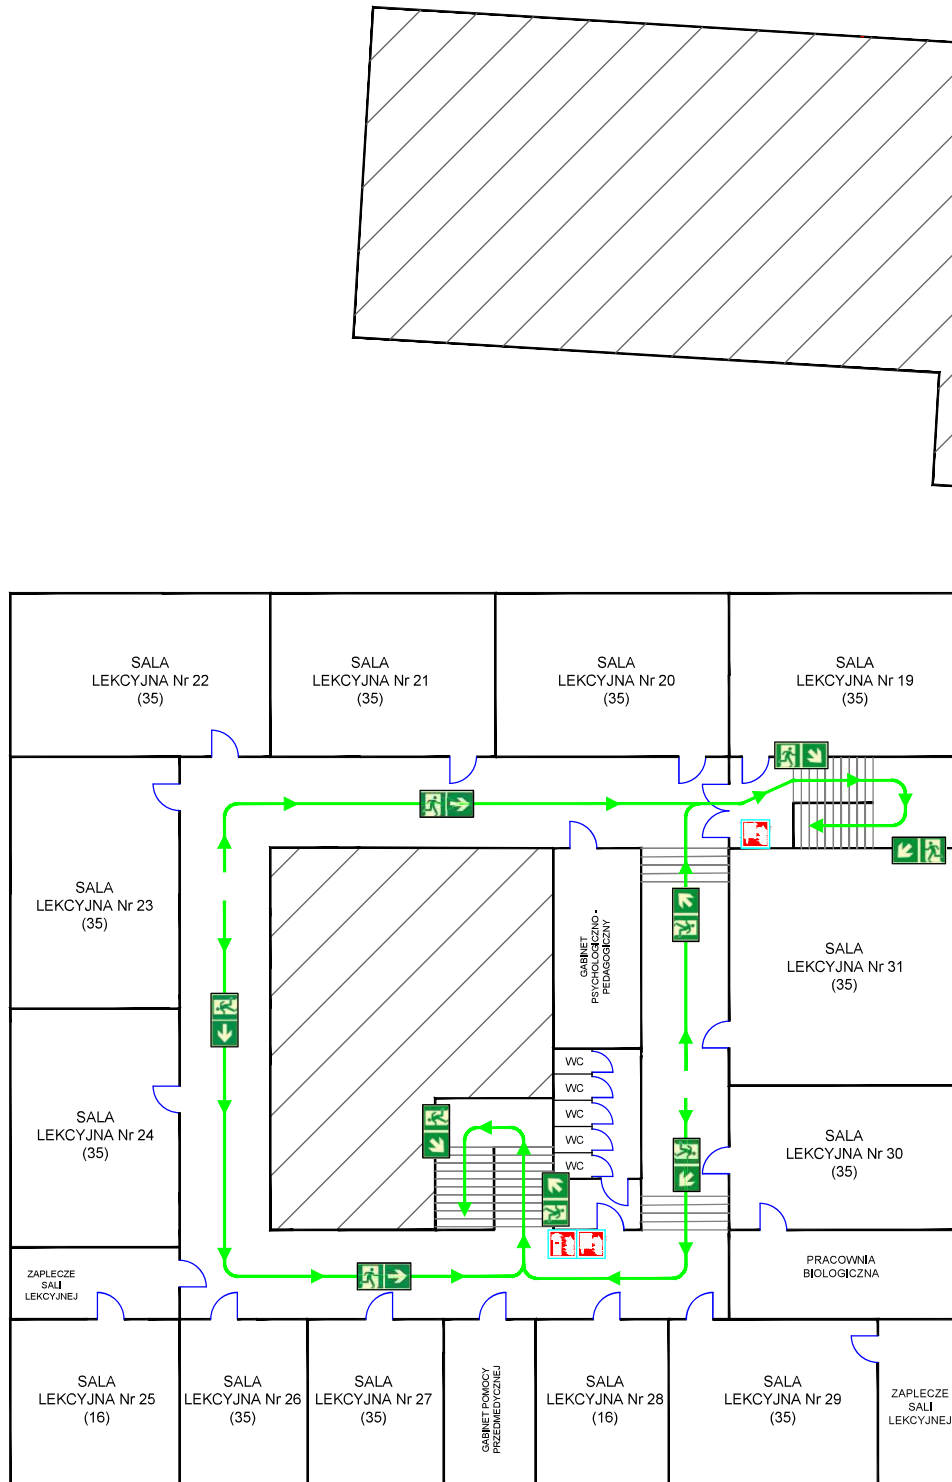 SALA
LEKCYJNA Nr 22
(35)
SALA
LEKCYJNA Nr 21
(35)
SALA
LEKCYJNA Nr 20
(35)
SALA
LEKCYJNA Nr 19
(35)
SALA
LEKCYJNA Nr 23
(35)
GABINET
PSYCHOLOGICZNO -
PEDAGOGICZNY
SALA
LEKCYJNA Nr 31
(35)
WC
WC
WC
WC
WC
SALA
LEKCYJNA Nr 24
(35)
SALA
LEKCYJNA Nr 30
(35)
ZAPLECZE
SALI
LEKCYJNEJ
PRACOWNIA
BIOLOGICZNA
SALA
LEKCYJNA Nr 25
(16)
SALA
LEKCYJNA Nr 26
(35)
SALA
LEKCYJNA Nr 27
(35)
GABINET POMOCY
PRZEDMEDYCZNEJ
SALA
LEKCYJNA Nr 28
(16)
SALA
LEKCYJNA Nr 29
(35)
ZAPLECZE
SALI
LEKCYJNEJ